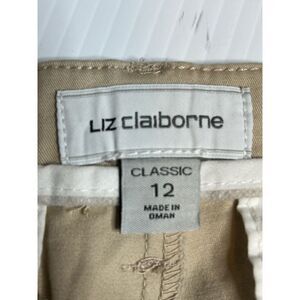 LIZ claiborne
CLASSIC
12
MADE IN
OMAN